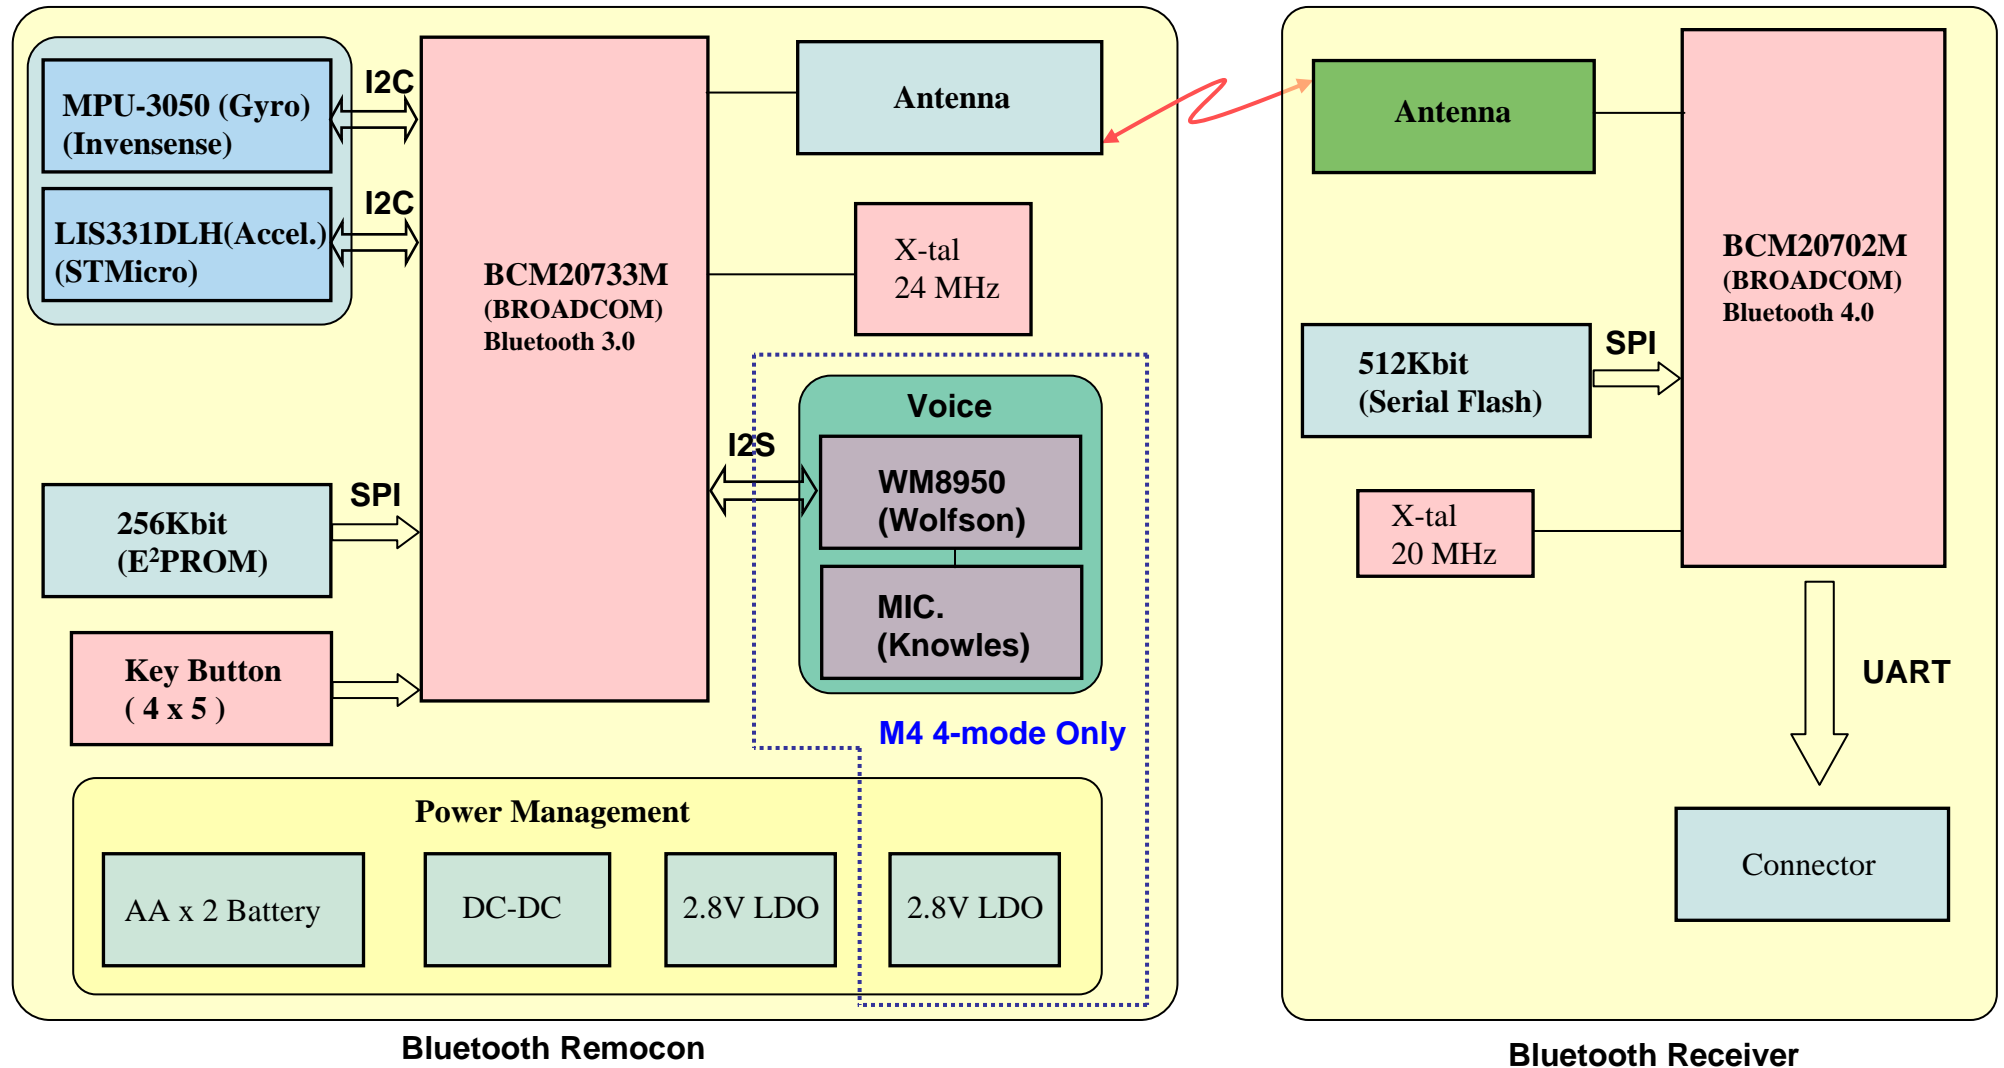 MPU-3050 (Gyro)
(Invensense)
I2C
LIS331DLH(Accel.)
(STMicro)
I2C
BCM20733M
(BROADCOM)
Bluetooth 3.0
Antenna
X-tal
24 MHz
256Kbit
(E²PROM)
SPI
Key Button
( 4 x 5 )
I2S
Voice
WM8950
(Wolfson)
MIC.
(Knowles)
M4 4-mode Only
Power Management
AA x 2 Battery
DC-DC
2.8V LDO
2.8V LDO
Bluetooth Remocon
Antenna
BCM20702M
(BROADCOM)
Bluetooth 4.0
512Kbit
(Serial Flash)
SPI
X-tal
20 MHz
UART
Connector
Bluetooth Receiver